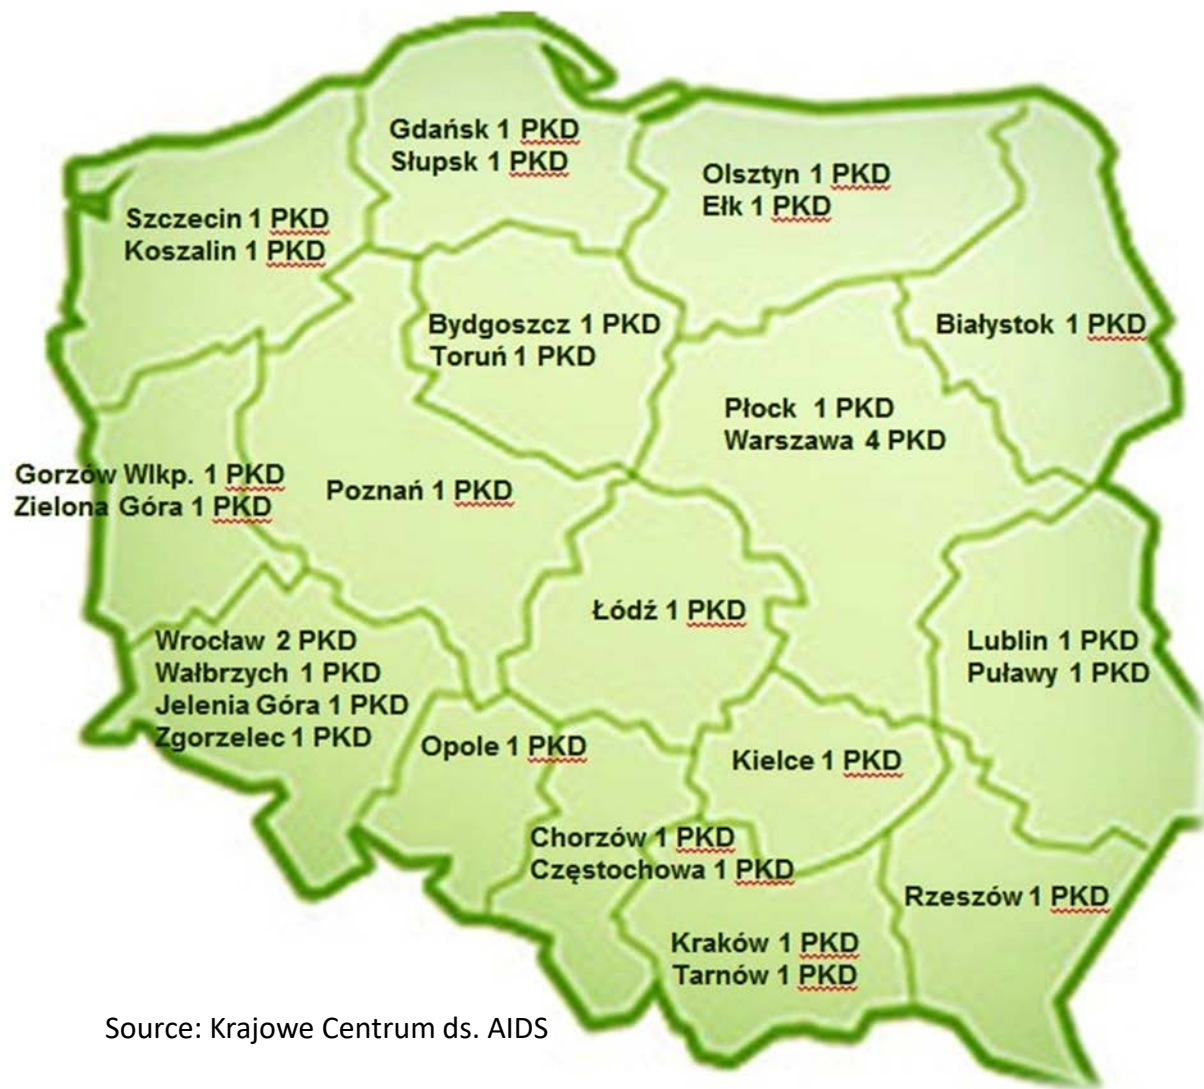 Gdańsk 1 PKD
Słupsk 1 PKD
Olsztyn 1 PKD
Ełk 1 PKD
Szczecin 1 PKD
Koszalin 1 PKD
Bydgoszcz 1 PKD
Toruń 1 PKD
Białystok 1 PKD
Płock 1 PKD
Warszawa 4 PKD
Gorzów Wlkp. 1 PKD
Zielona Góra 1 PKD
Poznań 1 PKD
Łódź 1 PKD
Lublin 1 PKD
Puławy 1 PKD
Wrocław 2 PKD
Wałbrzych 1 PKD
Jelenia Góra 1 PKD
Zgorzelec 1 PKD
Opole 1 PKD
Kielce 1 PKD
Chorzów 1 PKD
Częstochowa 1 PKD
Rzeszów 1 PKD
Kraków 1 PKD
Tarnów 1 PKD
Source: Krajowe Centrum ds. AIDS